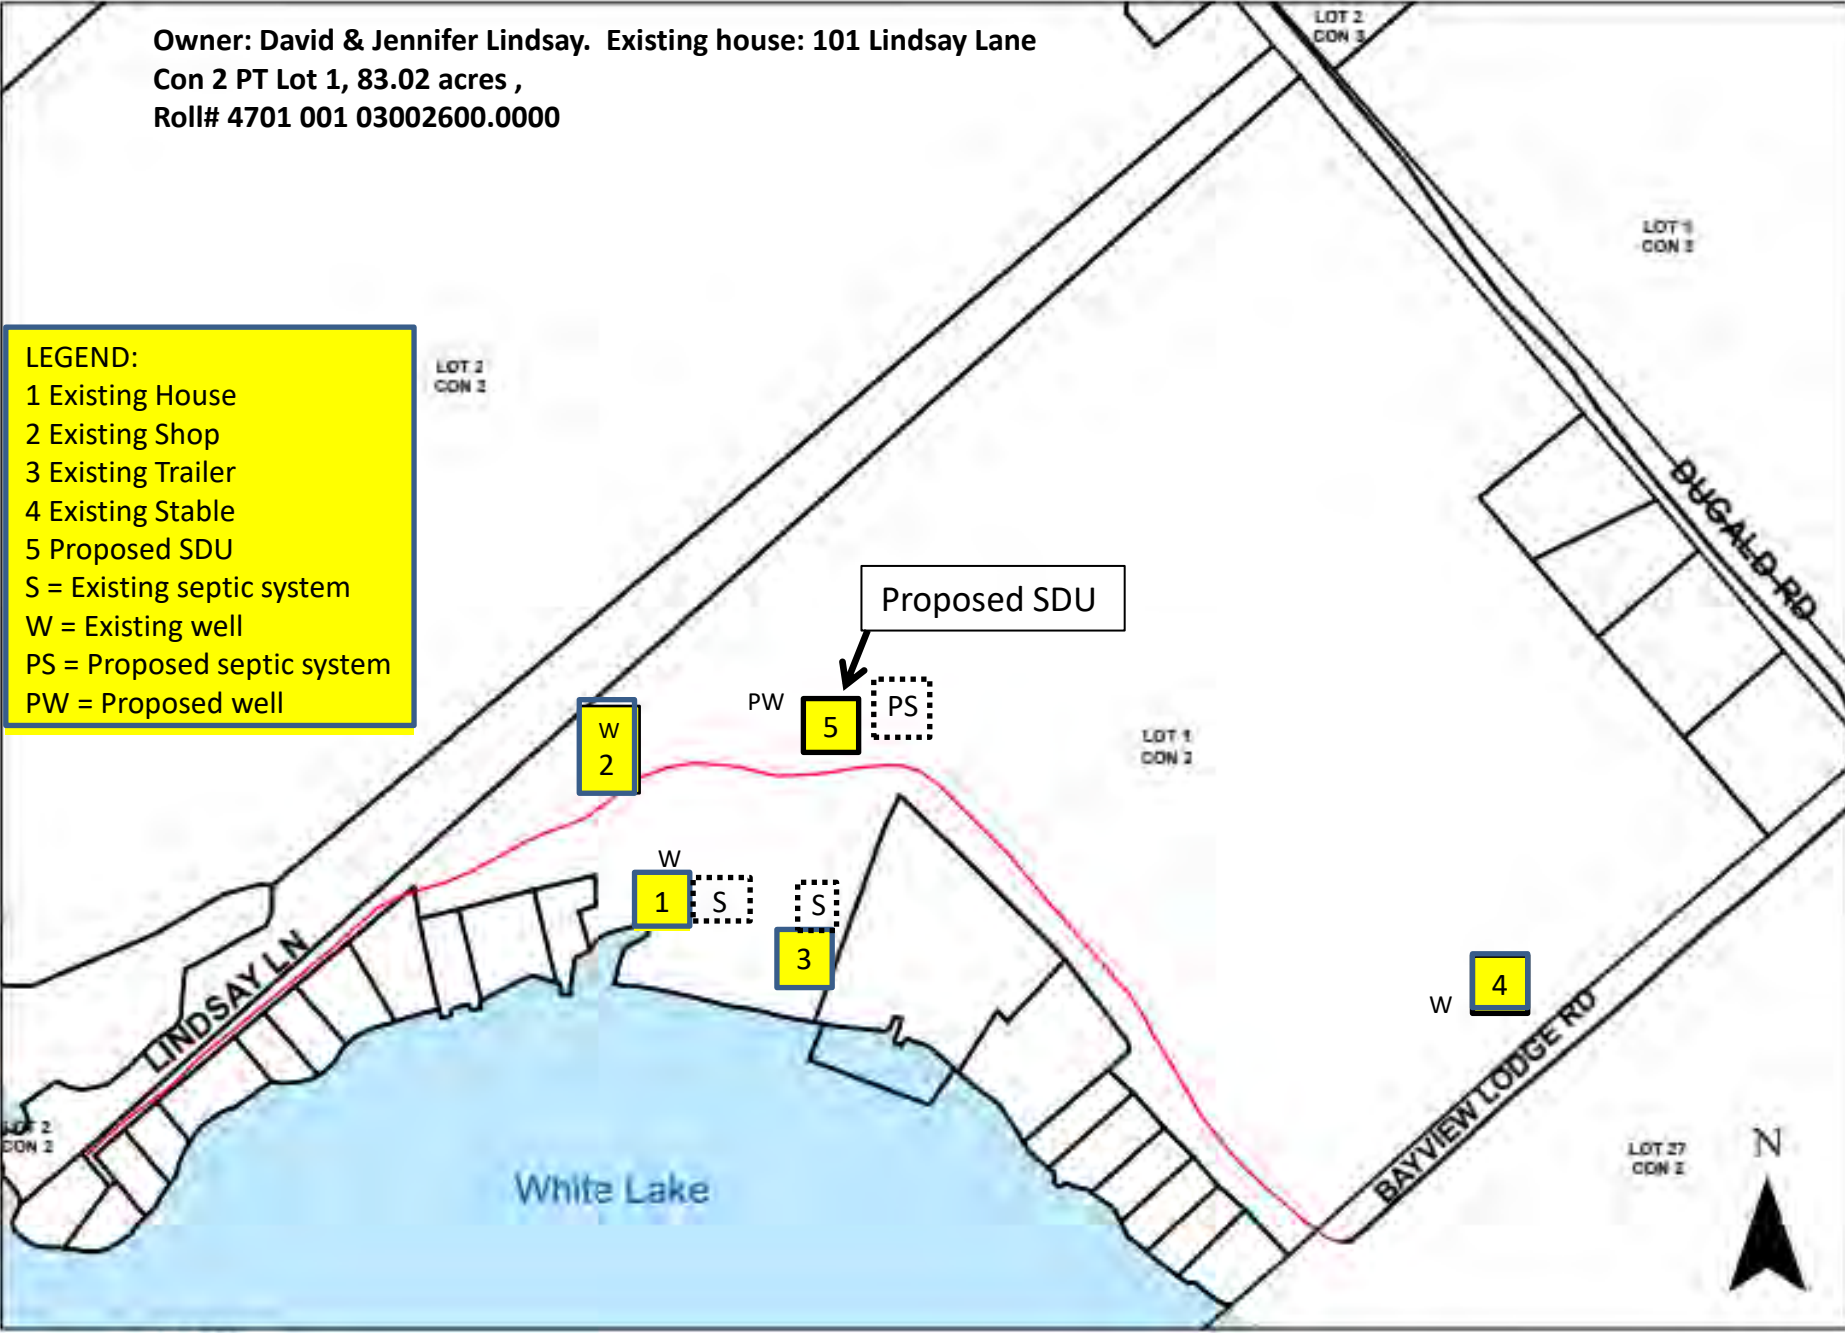 Owner: David & Jennifer Lindsay. Existing house: 101 Lindsay Lane
Con 2 PT Lot 1, 83.02 acres ,
Roll# 4701 001 03002600.0000
LOT 2
CON 3
LOT 1
CON 3
LEGEND:
1 Existing House
2 Existing Shop
3 Existing Trailer
4 Existing Stable
5 Proposed SDU
S = Existing septic system
W = Existing well
PS = Proposed septic system
PW = Proposed well
LOT 2
CON 2
DUGALD RD
Proposed SDU
PW
5
PS
W
2
LOT 1
CON 2
W
1
S
S
3
4
W
LINDSAY LN
BAYVIEW LODGE RD
LOT 2
CON 2
White Lake
LOT 27
CON 2
N